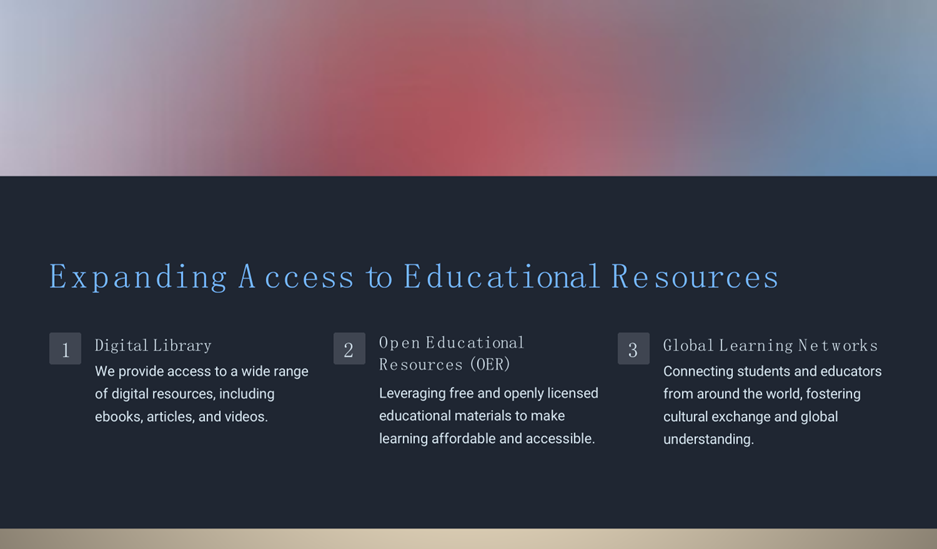 Expanding Access to Educational Resources
1
Digital Library
We provide access to a wide range
of digital resources, including
ebooks, articles, and videos.
2
Open Educational
Resources (OER)
Leveraging free and openly licensed
educational materials to make
learning affordable and accessible.
3
Global Learning Networks
Connecting students and educators
from around the world, fostering
cultural exchange and global
understanding.